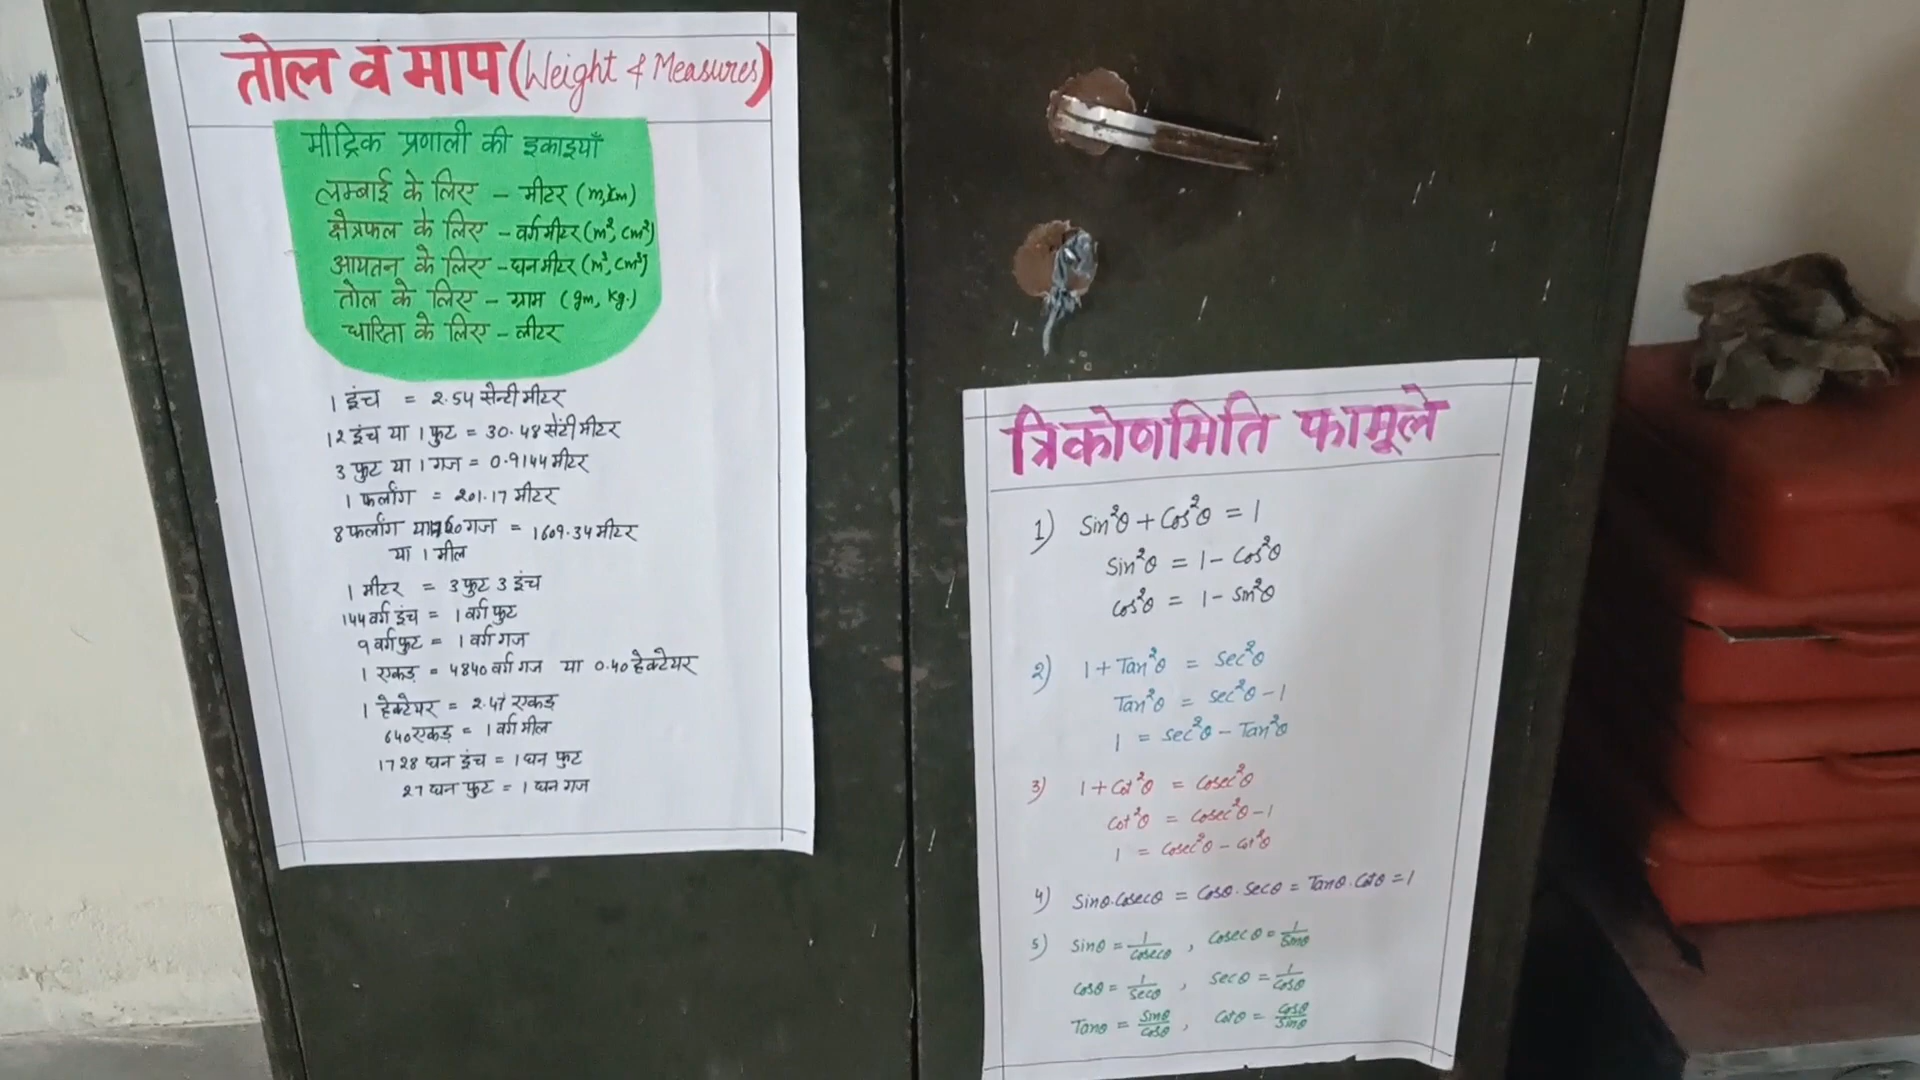 तोल व माप (Weight & Measures)
मीट्रिक प्रणाली की इकाइयाँ
लम्बाई के लिए - मीटर (m, km)
क्षेत्रफल के लिए - वर्गमीटर (m², cm²)
आयतन के लिए - घन मीटर (m³, cm³)
तोल के लिए - ग्राम (gm, kg.)
धारिता के लिए - लीटर
1 इंच = 2.54 सेन्टीमीटर
12 इंच या 1 फुट = 30.48 सेंटीमीटर
3 फुट या 1 गज = 0.9144 मीटर
1 फर्लांग = 201.17 मीटर
8 फर्लांग या गज = 1609.34 मीटर
या 1 मील
1 मीटर = 3 फुट 3 इंच
144 वर्ग इंच = 1 वर्ग फुट
9 वर्ग फुट = 1 वर्ग गज
1 एकड़ = 4840 वर्ग गज या 0.40 हेक्टेयर
1 हेक्टेयर = 2.47 एकड़
640 एकड़ = 1 वर्ग मील
1728 घन इंच = 1 घन फुट
27 घन फुट = 1 घन गज
त्रिकोणमिति फामूले
1) Sin²θ + Cos²θ = 1
Sin²θ = 1 - Cos²θ
Cos²θ = 1 - Sin²θ
2) 1 + Tan²θ = Sec²θ
Tan²θ = Sec²θ - 1
1 = Sec²θ - Tan²θ
3) 1 + Cot²θ = Cosec²θ
Cot²θ = Cosec²θ - 1
1 = Cosec²θ - Cot²θ
4) Sinθ.Cosecθ = Cosθ.Secθ = Tanθ.Cotθ = 1
5) Sinθ = 1/Cosecθ , Cosecθ = 1/Sinθ
Cosθ = 1/Secθ , Secθ = 1/Cosθ
Tanθ = Sinθ/Cosθ , Cotθ = Cosθ/Sinθ